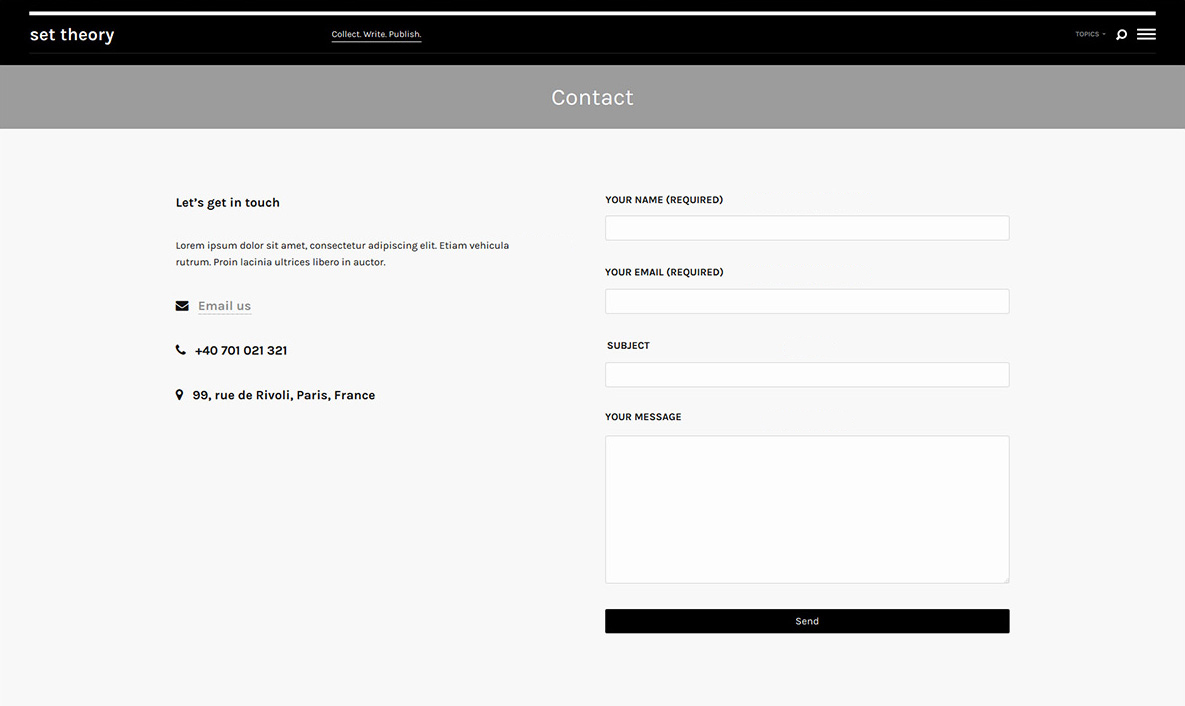 set theory
Collect. Write. Publish.
TOPICS
Contact
Let's get in touch
Lorem ipsum dolor sit amet, consectetur adipiscing elit. Etiam vehicula
rutrum. Proin lacinia ultrices libero in auctor.
Email us
+40 701 021 321
99, rue de Rivoli, Paris, France
YOUR NAME (REQUIRED)
YOUR EMAIL (REQUIRED)
SUBJECT
YOUR MESSAGE
Send